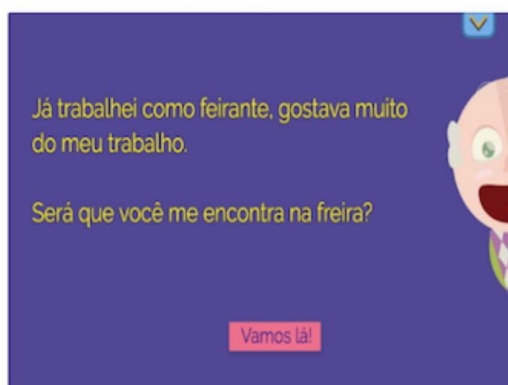 Já trabalhei como feirante, gostava muito
do meu trabalho.
Será que você me encontra na freira?
Vamos lá!